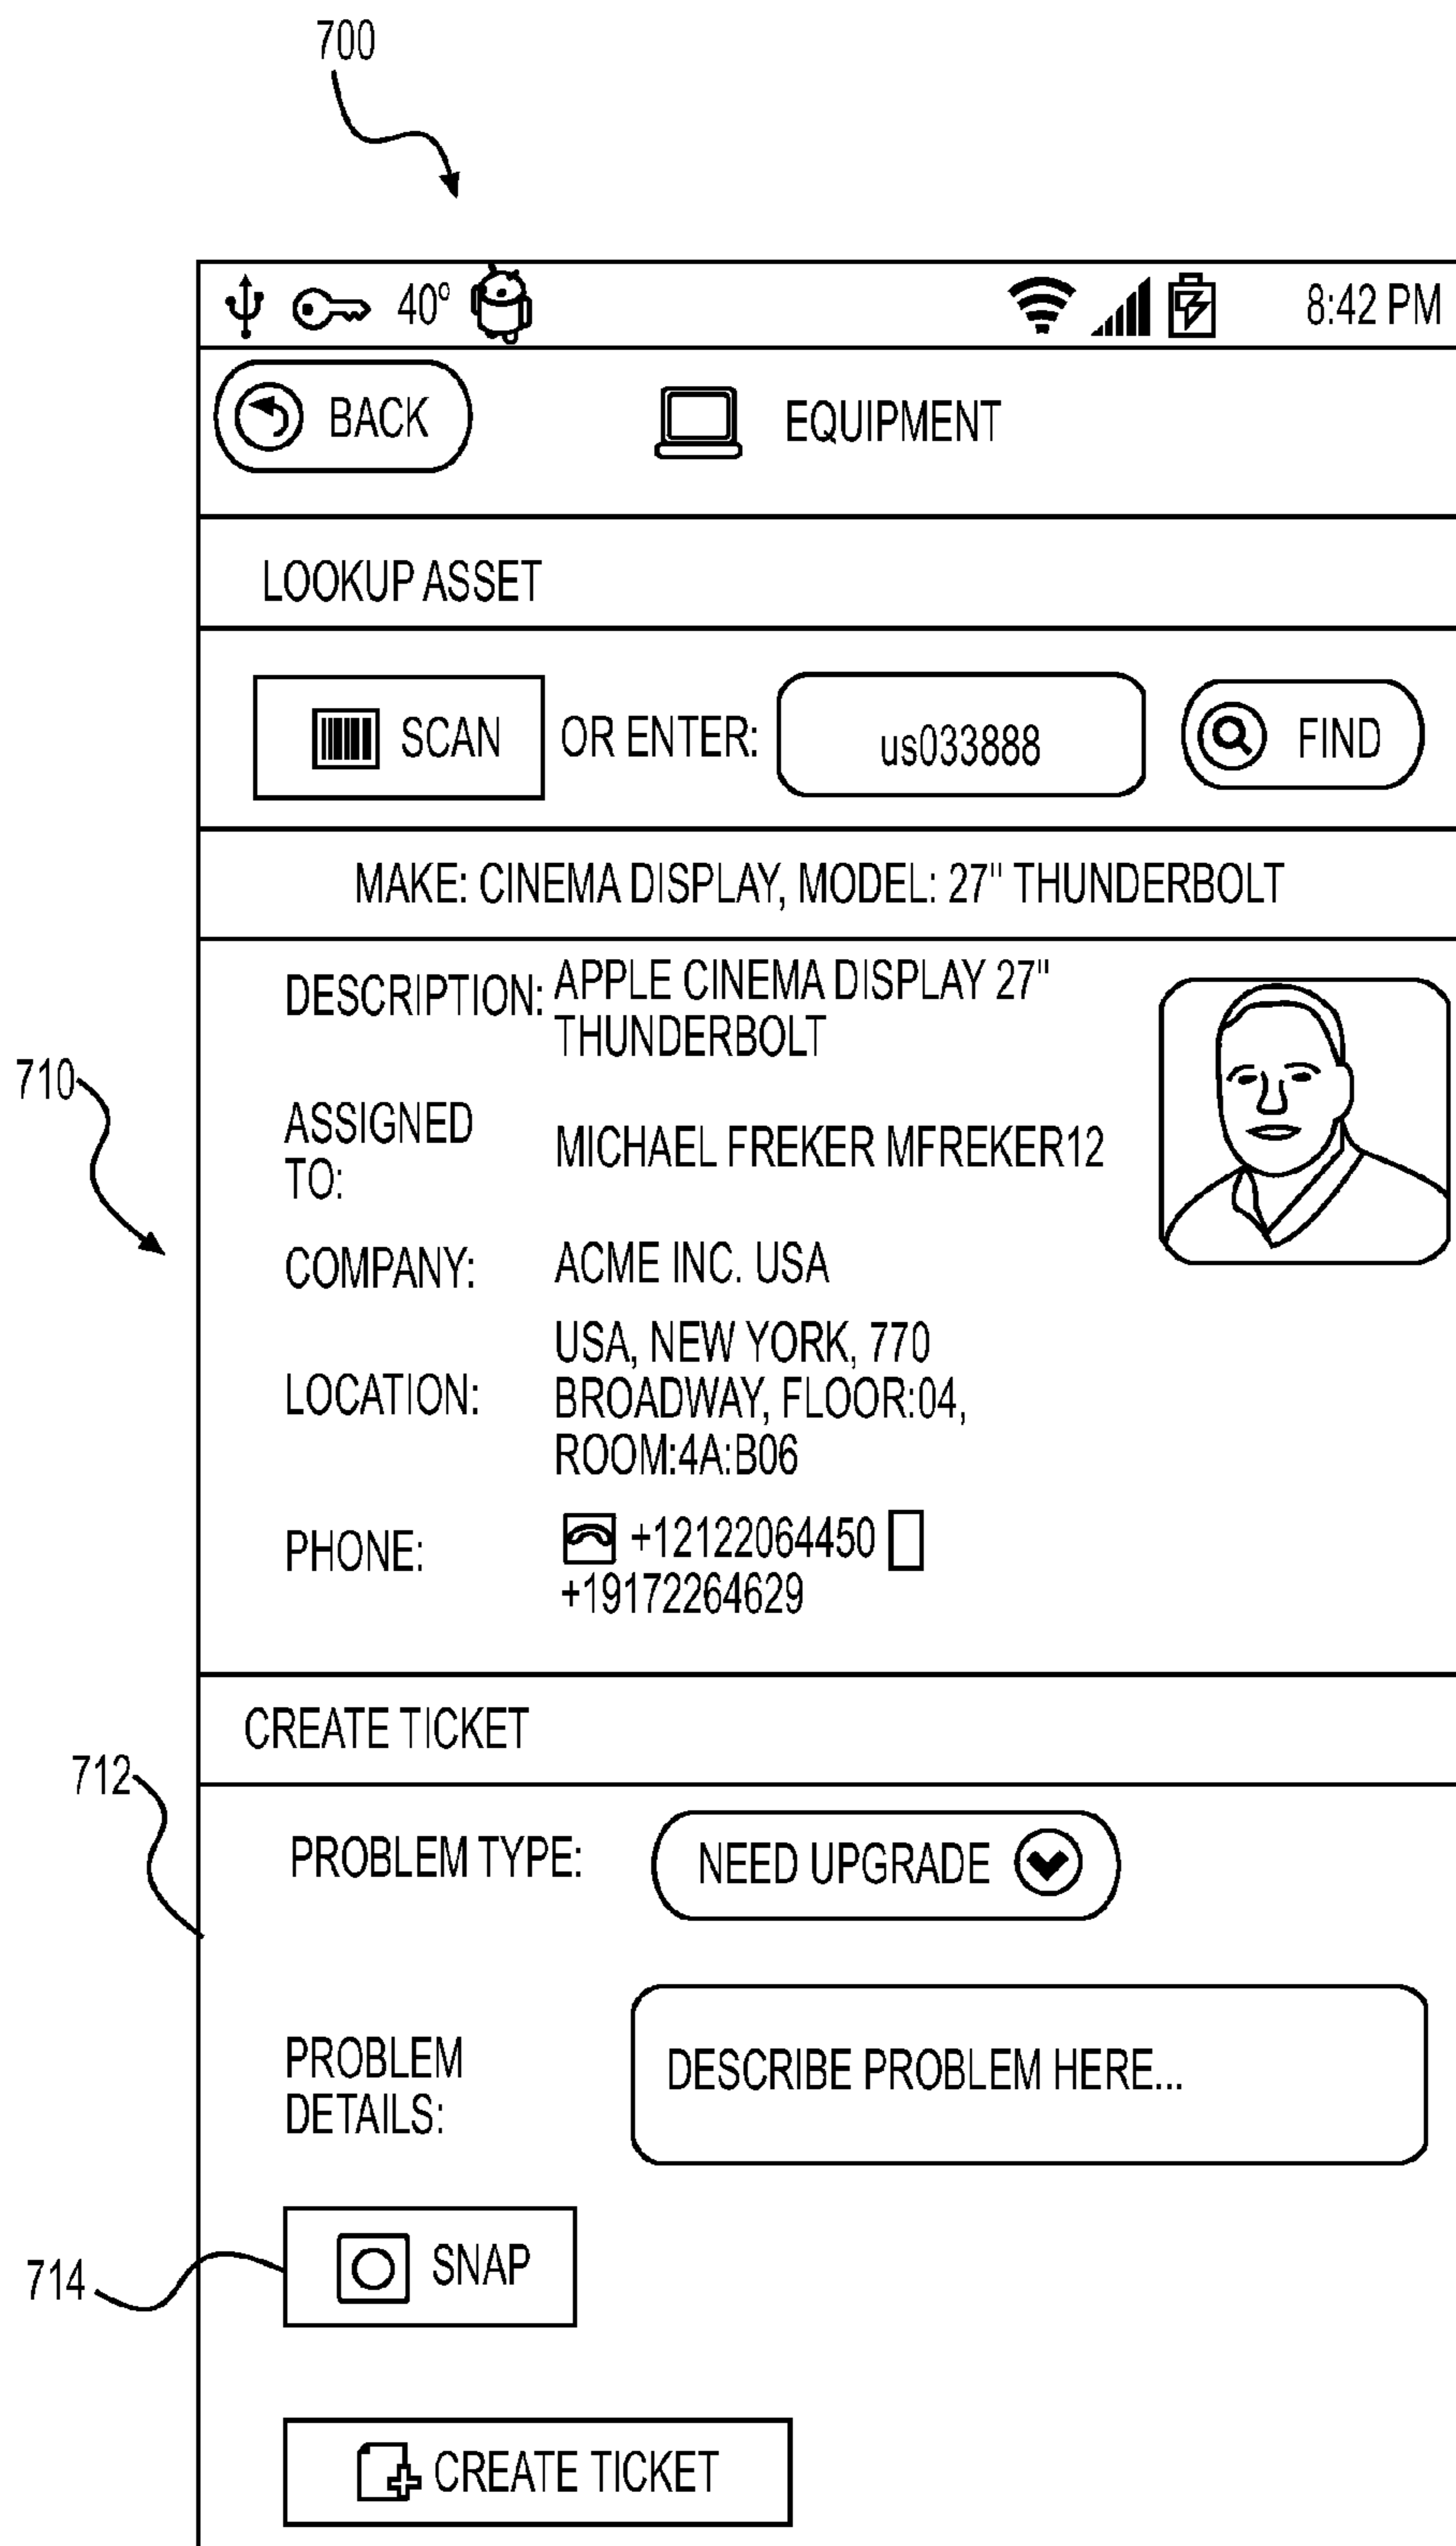 700
40° 8:42 PM
BACK EQUIPMENT
LOOKUP ASSET
SCAN OR ENTER: us033888 FIND
MAKE: CINEMA DISPLAY, MODEL: 27" THUNDERBOLT
DESCRIPTION: APPLE CINEMA DISPLAY 27"
THUNDERBOLT
710
ASSIGNED
TO: MICHAEL FREKER MFREKER12
COMPANY: ACME INC. USA
LOCATION: USA, NEW YORK, 770
BROADWAY, FLOOR:04,
ROOM:4A:B06
PHONE: +12122064450
+19172264629
CREATE TICKET
712
PROBLEM TYPE: NEED UPGRADE
PROBLEM
DETAILS: DESCRIBE PROBLEM HERE...
714
SNAP
CREATE TICKET